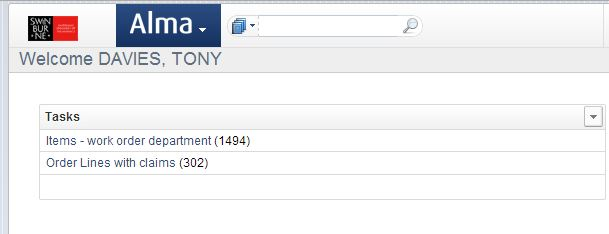 SWIN
BUR
NE
Alma
Welcome DAVIES, TONY
Tasks
Items - work order department (1494)
Order Lines with claims (302)